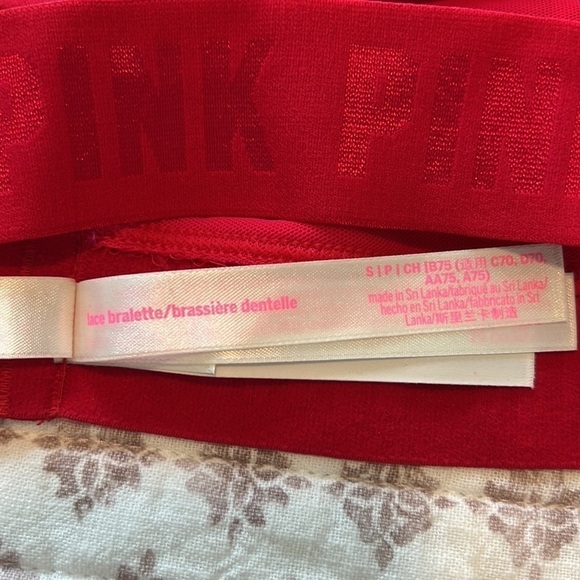 PINK PIN
lace bralette/brassière dentelle
S | P | CH |B75 (适用 C70, D70,
AA75, A75)
made in Sri Lanka/fabriqué au Sri Lanka/
hecho en Sri Lanka/fabbricato in Sri
Lanka/斯里兰卡制造